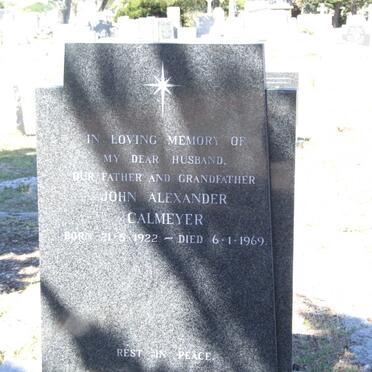 IN LOVING MEMORY OF
MY DEAR HUSBAND,
OUR FATHER AND GRANDFATHER
JOHN ALEXANDER
CALMEYER
BORN 21-5-1922 – DIED 6-1-1969.
REST IN PEACE.